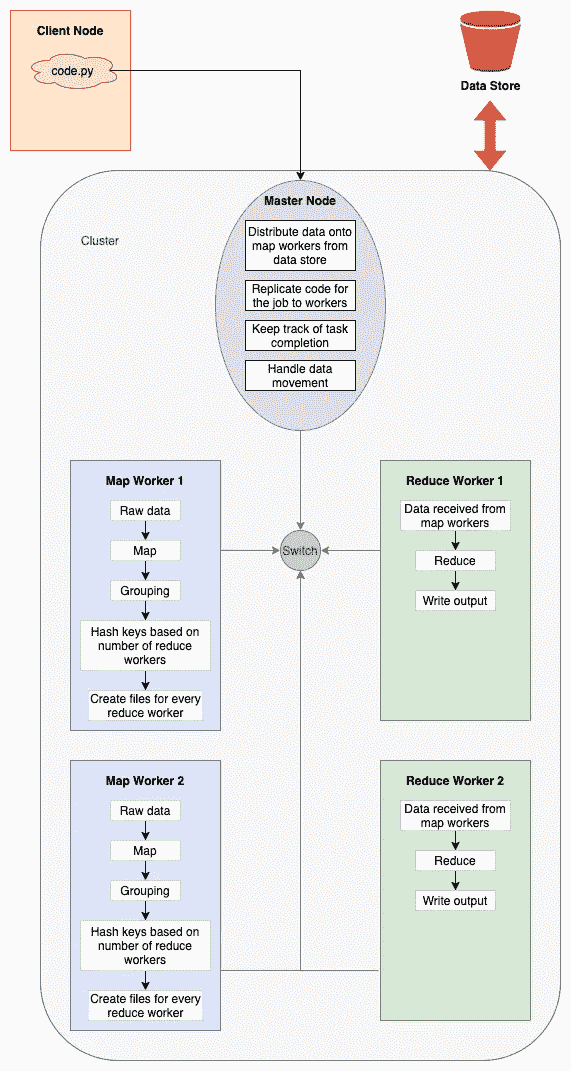 Client Node
code.py
Data Store
Cluster
Master Node
Distribute data onto
map workers from
data store
Replicate code for
the job to workers
Keep track of task
completion
Handle data
movement
Map Worker 1
Raw data
Map
Grouping
Hash keys based on
number of reduce
workers
Create files for every
reduce worker
Switch
Reduce Worker 1
Data received from
map workers
Reduce
Write output
Map Worker 2
Raw data
Map
Grouping
Hash keys based on
number of reduce
workers
Create files for every
reduce worker
Reduce Worker 2
Data received from
map workers
Reduce
Write output